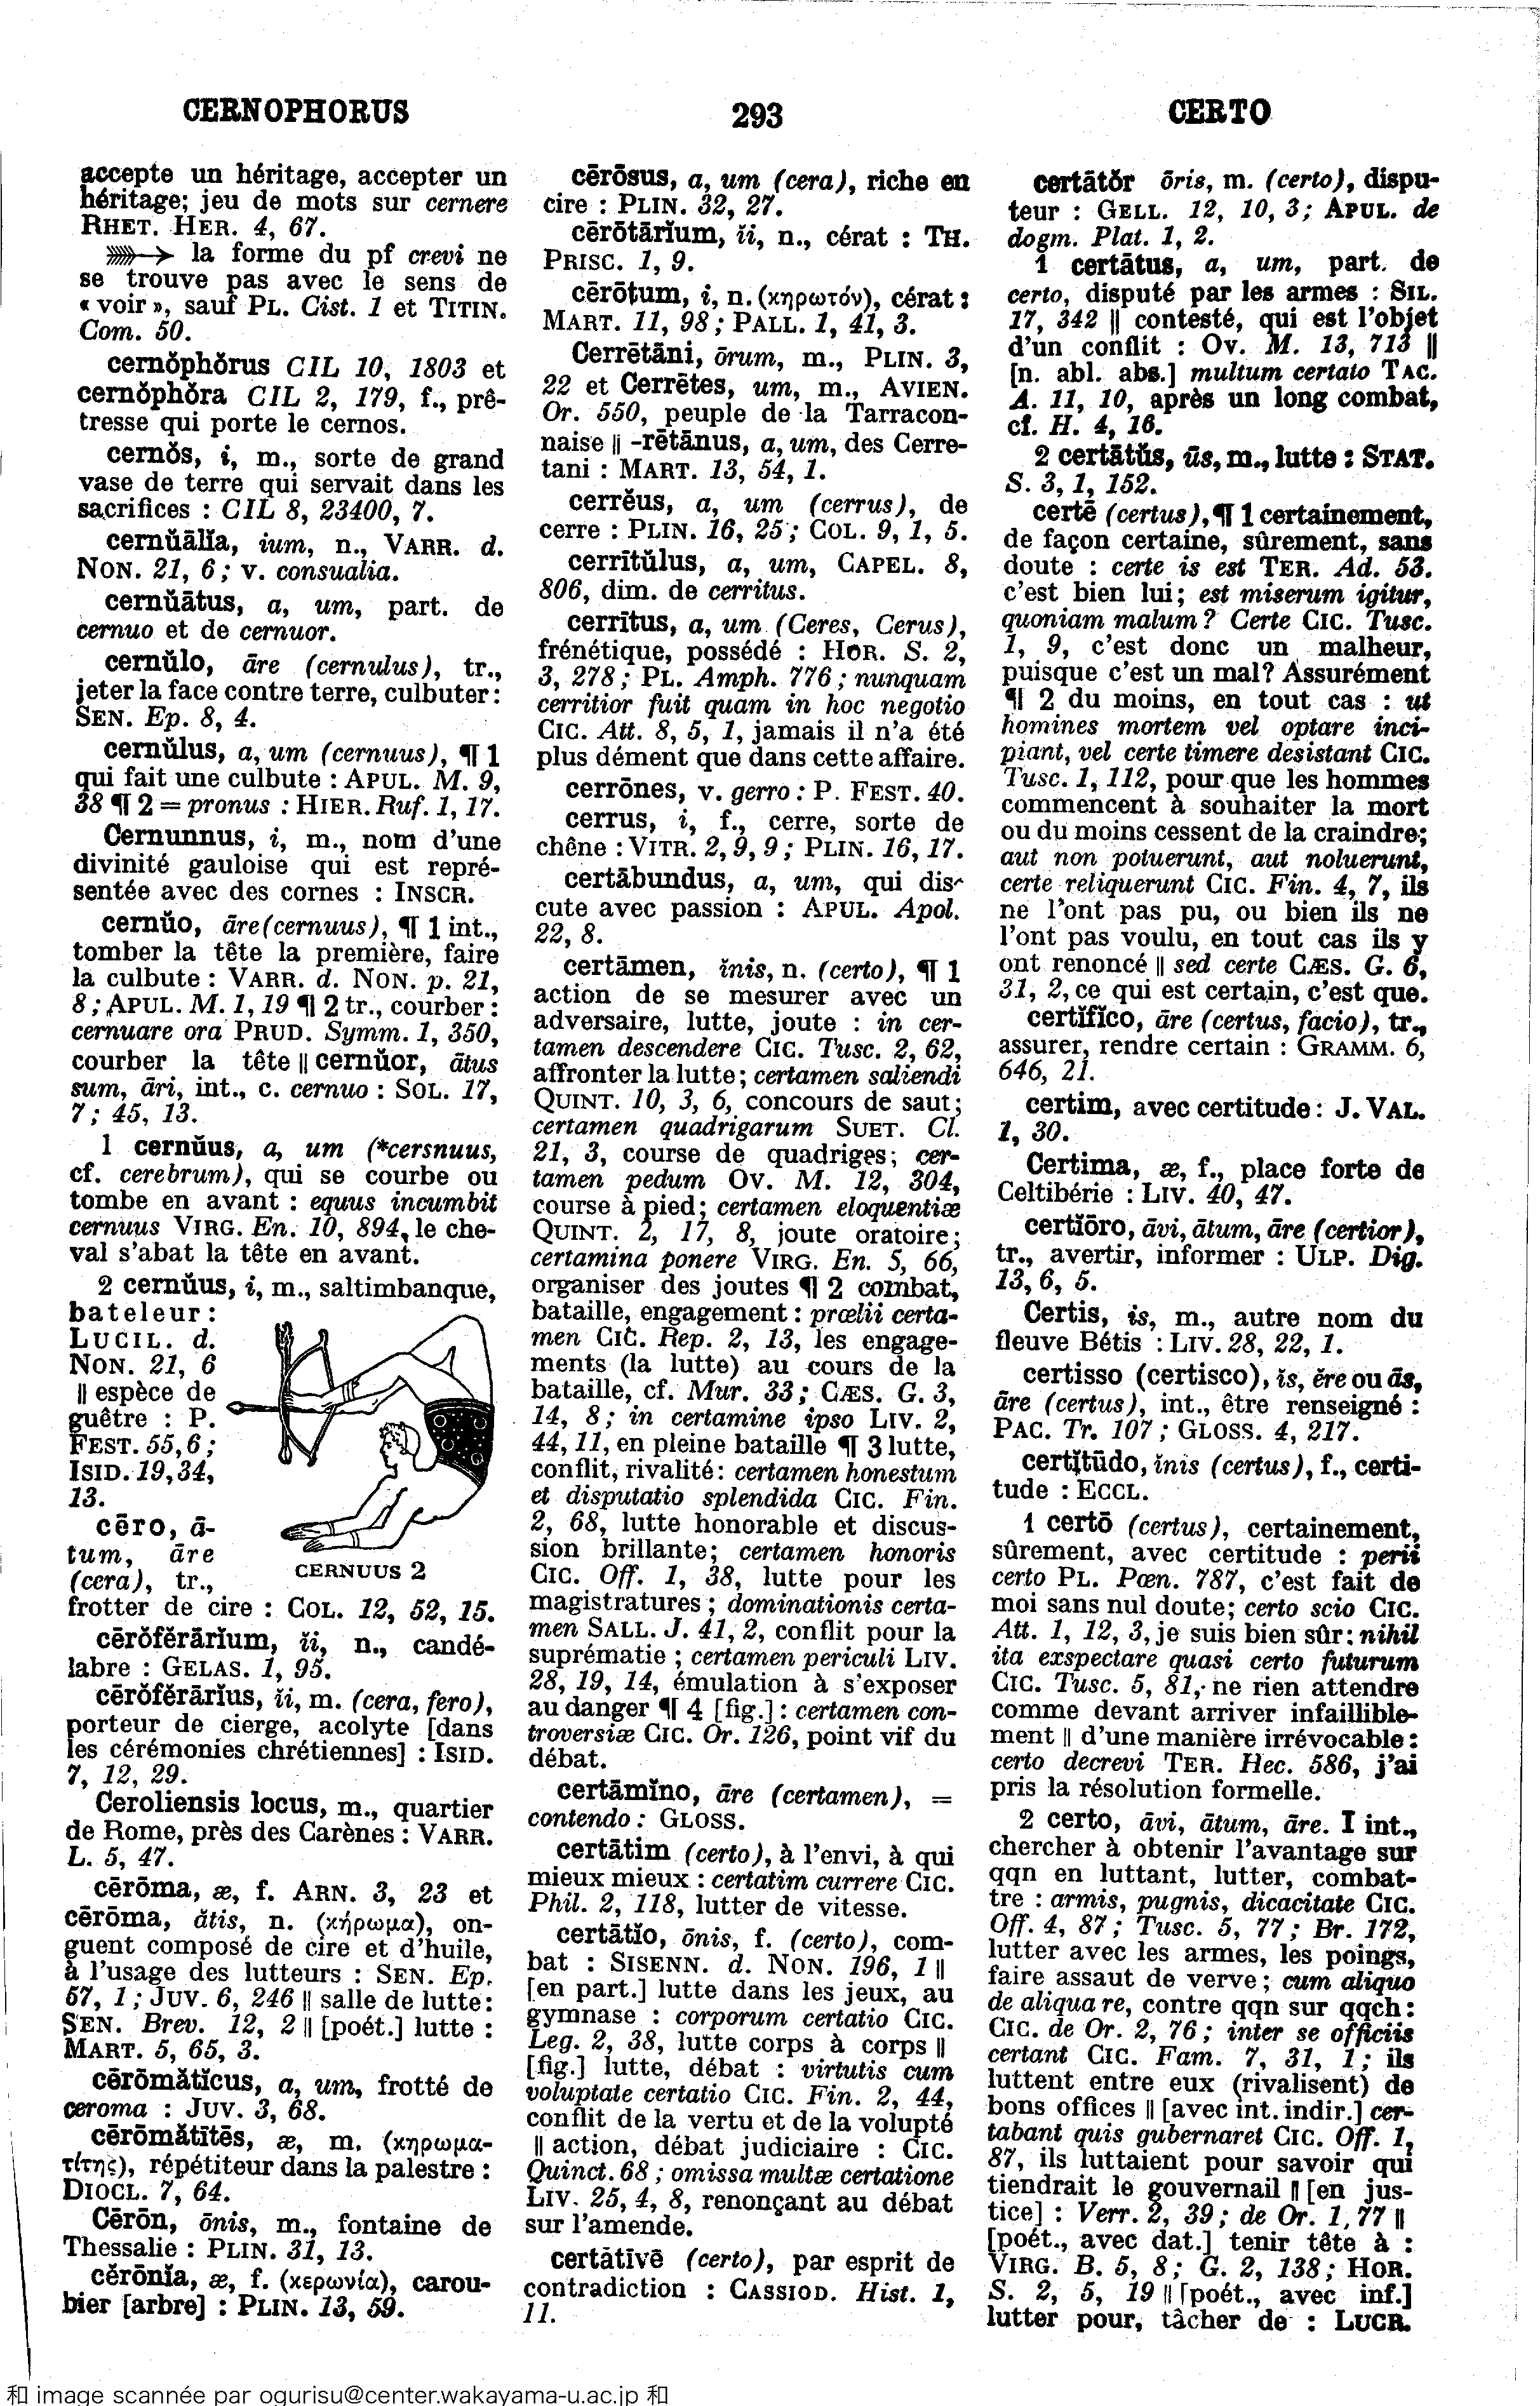 CERNOPHORUS
293
CERTO
accepte un héritage, accepter un
héritage; jeu de mots sur cernere
RHET. HER. 4, 67.
la forme du pf crevi ne
se trouve pas avec le sens de
« voir », sauf PL. Cist. 1 et TITIN.
Com. 50.
cernŏphŏrus CIL 10, 1803 et
cernŏphŏra CIL 2, 179, f., prê-
tresse qui porte le cernos.
cernŏs, i, m., sorte de grand
vase de terre qui servait dans les
sacrifices : CIL 8, 23400, 7.
cernŭālĭa, ium, n., VARR. d.
NON. 21, 6 ; v. consualia.
cernŭātus, a, um, part. de
cernuo et de cernuor.
cernŭlo, āre (cernulus), tr.,
jeter la face contre terre, culbuter :
SEN. Ep. 8, 4.
cernŭlus, a, um (cernuus), ¶ 1
qui fait une culbute : APUL. M. 9,
38 ¶ 2 = pronus : HIER. Ruf. 1, 17.
Cernunnus, i, m., nom d'une
divinité gauloise qui est repré-
sentée avec des cornes : INSCR.
cernŭo, āre (cernuus), ¶ 1 int.,
tomber la tête la première, faire
la culbute : VARR. d. NON. p. 21,
8 ; APUL. M. 1, 19 ¶ 2 tr., courber :
cernuare ora PRUD. Symm. 1, 350,
courber la tête || cernŭor, ātus
sum, āri, int., c. cernuo : SOL. 17,
7 ; 45, 13.
1 cernŭus, a, um (*cersnuus,
cf. cerebrum), qui se courbe ou
tombe en avant : equus incumbit
cernuus VIRG. En. 10, 894, le che-
val s'abat la tête en avant.
2 cernŭus, i, m., saltimbanque,
bateleur :
LUCIL. d.
NON. 21, 6
|| espèce de
guêtre : P.
FEST. 55, 6 ;
ISID. 19, 34,
13.
CERNUUS 2
cēro, ā-
tum, āre
(cera), tr.,
frotter de cire : COL. 12, 52, 15.
cērŏfĕrārĭum, ĭi, n., candé-
labre : GELAS. 1, 95.
cērŏfĕrārĭus, ĭi, m. (cera, fero),
porteur de cierge, acolyte [dans
les cérémonies chrétiennes] : ISID.
7, 12, 29.
Ceroliensis locus, m., quartier
de Rome, près des Carènes : VARR.
L. 5, 47.
cērōma, æ, f. ARN. 3, 23 et
cērōma, ătis, n. (κήρωμα), on-
guent composé de cire et d'huile,
à l'usage des lutteurs : SEN. Ep.
57, 1 ; JUV. 6, 246 || salle de lutte :
SEN. Brev. 12, 2 || [poét.] lutte :
MART. 5, 65, 3.
cērōmătĭcus, a, um, frotté de
ceroma : JUV. 3, 68.
cērōmătītēs, æ, m. (κηρωμα-
τίτης), répétiteur dans la palestre :
DIOCL. 7, 64.
Cērōn, ōnis, m., fontaine de
Thessalie : PLIN. 31, 13.
cĕrōnĭa, æ, f. (κερωνία), carou-
bier [arbre] : PLIN. 13, 59.
cērōsus, a, um (cera), riche en
cire : PLIN. 32, 27.
cērōtārĭum, ĭi, n., cérat : TH.
PRISC. 1, 9.
cērōtum, i, n. (κηρωτόν), cérat :
MART. 11, 98 ; PALL. 1, 41, 3.
Cerrētāni, ōrum, m., PLIN. 3,
22 et Cerrētes, um, m., AVIEN.
Or. 550, peuple de la Tarracon-
naise || -rētānus, a, um, des Cerre-
tani : MART. 13, 54, 1.
cerrĕus, a, um (cerrus), de
cerre : PLIN. 16, 25 ; COL. 9, 1, 5.
cerrītŭlus, a, um, CAPEL. 8,
806, dim. de cerritus.
cerrītus, a, um (Ceres, Cerus),
frénétique, possédé : HOR. S. 2,
3, 278 ; PL. Amph. 776 ; nunquam
cerritior fuit quam in hoc negotio
CIC. Att. 8, 5, 1, jamais il n'a été
plus dément que dans cette affaire.
cerrōnes, v. gerro : P. FEST. 40.
cerrus, i, f., cerre, sorte de
chêne : VITR. 2, 9, 9 ; PLIN. 16, 17.
certābundus, a, um, qui dis-
cute avec passion : APUL. Apol.
22, 8.
certāmen, ĭnis, n. (certo), ¶ 1
action de se mesurer avec un
adversaire, lutte, joute : in cer-
tamen descendere CIC. Tusc. 2, 62,
affronter la lutte ; certamen saliendi
QUINT. 10, 3, 6, concours de saut ;
certamen quadrigarum SUET. Cl.
21, 3, course de quadriges ; cer-
tamen pedum OV. M. 12, 304,
course à pied ; certamen eloquentiæ
QUINT. 2, 17, 8, joute oratoire ;
certamina ponere VIRG. En. 5, 66,
organiser des joutes ¶ 2 combat,
bataille, engagement : prœlii certa-
men CIC. Rep. 2, 13, les engage-
ments (la lutte) au cours de la
bataille, cf. Mur. 33 ; CÆS. G. 3,
14, 8 ; in certamine ipso LIV. 2,
44, 11, en pleine bataille ¶ 3 lutte,
conflit, rivalité : certamen honestum
et disputatio splendida CIC. Fin.
2, 68, lutte honorable et discus-
sion brillante ; certamen honoris
CIC. Off. 1, 38, lutte pour les
magistratures ; dominationis certa-
men SALL. J. 41, 2, conflit pour la
suprématie ; certamen periculi LIV.
28, 19, 14, émulation à s'exposer
au danger ¶ 4 [fig.] : certamen con-
troversiæ CIC. Or. 126, point vif du
débat.
certāmĭno, āre (certamen), =
contendo : GLOSS.
certātim (certo), à l'envi, à qui
mieux mieux : certatim currere CIC.
Phil. 2, 118, lutter de vitesse.
certātĭo, ōnis, f. (certo), com-
bat : SISENN. d. NON. 196, 1 ||
[en part.] lutte dans les jeux, au
gymnase : corporum certatio CIC.
Leg. 2, 38, lutte corps à corps ||
[fig.] lutte, débat : virtutis cum
voluptate certatio CIC. Fin. 2, 44,
conflit de la vertu et de la volupté
|| action, débat judiciaire : CIC.
Quinct. 68 ; omissa multæ certatione
LIV. 25, 4, 8, renonçant au débat
sur l'amende.
certātīvē (certo), par esprit de
contradiction : CASSIOD. Hist. 1,
11.
certātŏr ōris, m. (certo), dispu-
teur : GELL. 12, 10, 3 ; APUL. de
dogm. Plat. 1, 2.
1 certātus, a, um, part. de
certo, disputé par les armes : SIL.
17, 342 || contesté, qui est l'objet
d'un conflit : OV. M. 13, 713 ||
[n. abl. abs.] multum certato TAC.
A. 11, 10, après un long combat,
cf. H. 4, 16.
2 certātŭs, ūs, m., lutte : STAT.
S. 3, 1, 152.
certē (certus), ¶ 1 certainement,
de façon certaine, sûrement, sans
doute : certe is est TER. Ad. 53.
c'est bien lui ; est miserum igitur,
quoniam malum ? Certe CIC. Tusc.
1, 9, c'est donc un malheur,
puisque c'est un mal? Assurément
¶ 2 du moins, en tout cas : ut
homines mortem vel optare inci-
piant, vel certe timere desistant CIC.
Tusc. 1, 112, pour que les hommes
commencent à souhaiter la mort
ou du moins cessent de la craindre;
aut non potuerunt, aut noluerunt,
certe reliquerunt CIC. Fin. 4, 7, ils
ne l'ont pas pu, ou bien ils ne
l'ont pas voulu, en tout cas ils y
ont renoncé || sed certe CÆS. G. 6,
31, 2, ce qui est certain, c'est que.
certĭfĭco, āre (certus, facio), tr.,
assurer, rendre certain : GRAMM. 6,
646, 21.
certim, avec certitude : J. VAL.
1, 30.
Certima, æ, f., place forte de
Celtibérie : LIV. 40, 47.
certĭōro, āvi, ātum, āre (certior),
tr., avertir, informer : ULP. Dig.
13, 6, 5.
Certis, is, m., autre nom du
fleuve Bétis : LIV. 28, 22, 1.
certisso (certisco), is, ĕre ou ās,
āre (certus), int., être renseigné :
PAC. Tr. 107 ; GLOSS. 4, 217.
certĭtūdo, ĭnis (certus), f., certi-
tude : ECCL.
1 certō (certus), certainement,
sûrement, avec certitude : perii
certo PL. Pœn. 787, c'est fait de
moi sans nul doute; certo scio CIC.
Att. 1, 12, 3, je suis bien sûr : nihil
ita exspectare quasi certo futurum
CIC. Tusc. 5, 81, ne rien attendre
comme devant arriver infaillible-
ment || d'une manière irrévocable :
certo decrevi TER. Hec. 586, j'ai
pris la résolution formelle.
2 certo, āvi, ātum, āre. I int.,
chercher à obtenir l'avantage sur
qqn en luttant, lutter, combat-
tre : armis, pugnis, dicacitate CIC.
Off. 4, 87 ; Tusc. 5, 77 ; Br. 172,
lutter avec les armes, les poings,
faire assaut de verve ; cum aliquo
de aliqua re, contre qqn sur qqch :
CIC. de Or. 2, 76 ; inter se officiis
certant CIC. Fam. 7, 31, 1 ; ils
luttent entre eux (rivalisent) de
bons offices || [avec int. indir.] cer-
tabant quis gubernaret CIC. Off. 1,
87, ils luttaient pour savoir qui
tiendrait le gouvernail || [en jus-
tice] : Verr. 2, 39 ; de Or. 1, 77 ||
[poét., avec dat.] tenir tête à :
VIRG. B. 5, 8 ; G. 2, 138 ; HOR.
S. 2, 5, 19 || [poét., avec inf.]
lutter pour, tâcher de : LUCR.
和 image scannée par ogurisu@center.wakayama-u.ac.jp 和